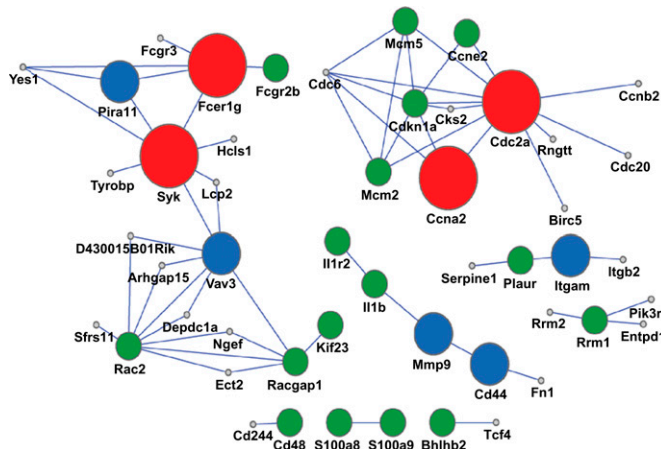 Fcgr3
Yes1
Pira11
Fcer1g
Fcgr2b
Hcls1
Tyrobp
Syk
Lcp2
D430015B01Rik
Arhgap15
Vav3
Sfrs11
Depdc1a
Rac2
Ngef
Kif23
Ect2
Racgap1
Mcm5
Ccne2
Cdc6
Ccnb2
Cdkn1a
Cks2
Cdc2a
Rngtt
Cdc20
Mcm2
Ccna2
Birc5
Il1r2
Il1b
Serpine1
Plaur
Itgam
Itgb2
Mmp9
Cd44
Fn1
Rrm2
Rrm1
Pik3r
Entpd1
Cd244
Cd48
S100a8
S100a9
Bhlhb2
Tcf4